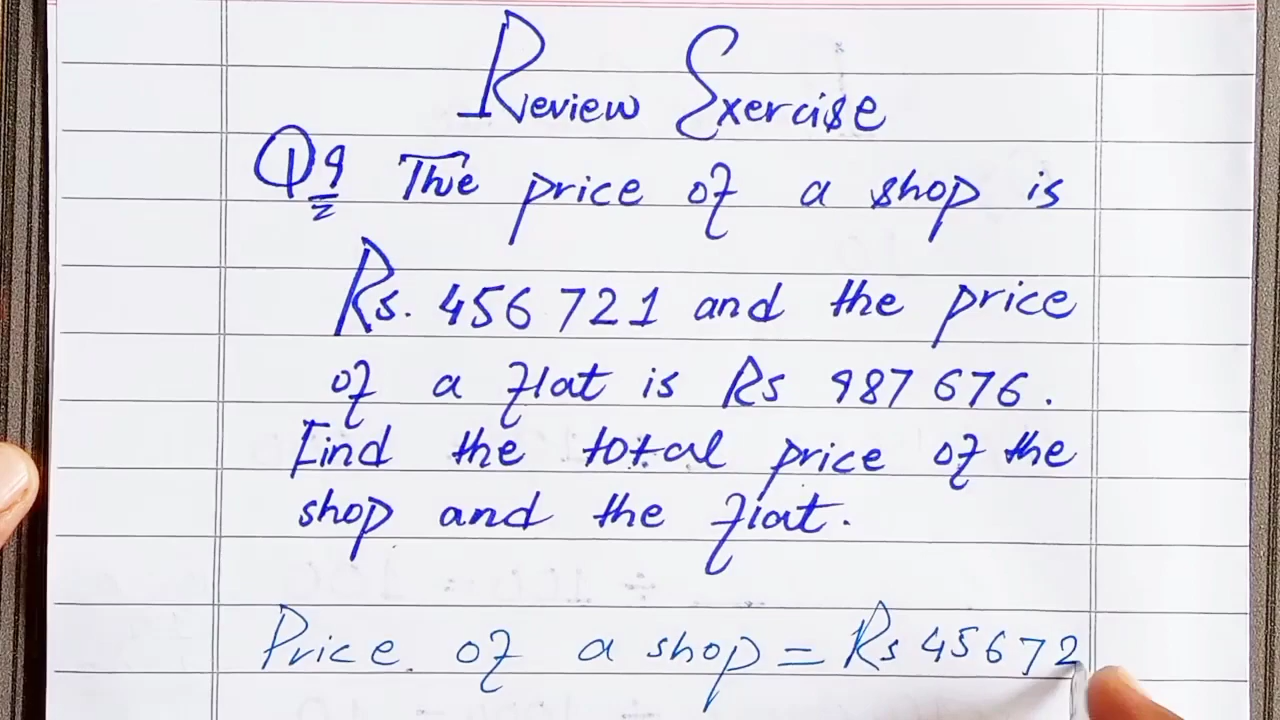 Review Exercise
Q9 The price of a shop is
Rs. 456 721 and the price
of a flat is Rs 987 676.
Find the total price of the
shop and the flat.
Price of a shop = Rs 45672